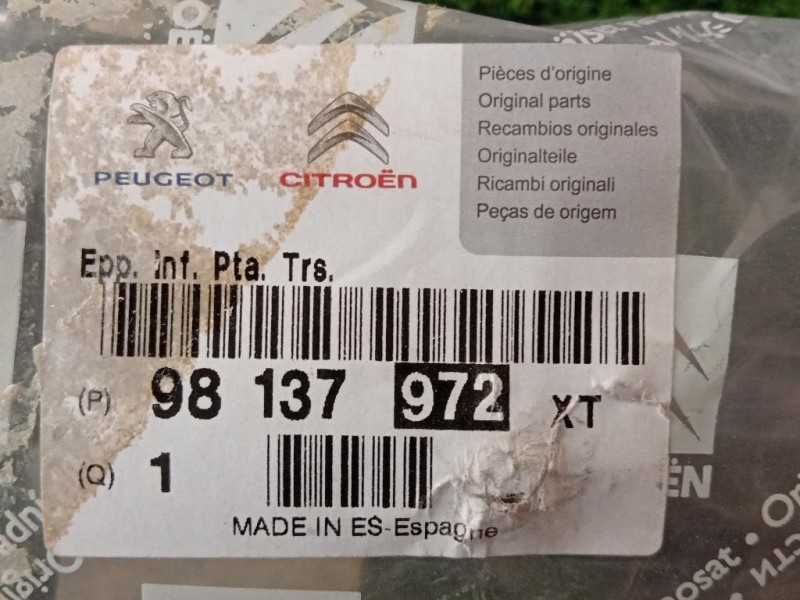 PEUGEOT
CITROËN
Pièces d'origine
Original parts
Recambios originales
Originalteile
Ricambi originali
Peças de origem
Epp. Inf. Pta. Trs.
(P) 98 137 972 XT
(Q) 1
MADE IN ES-Espagne
ËN